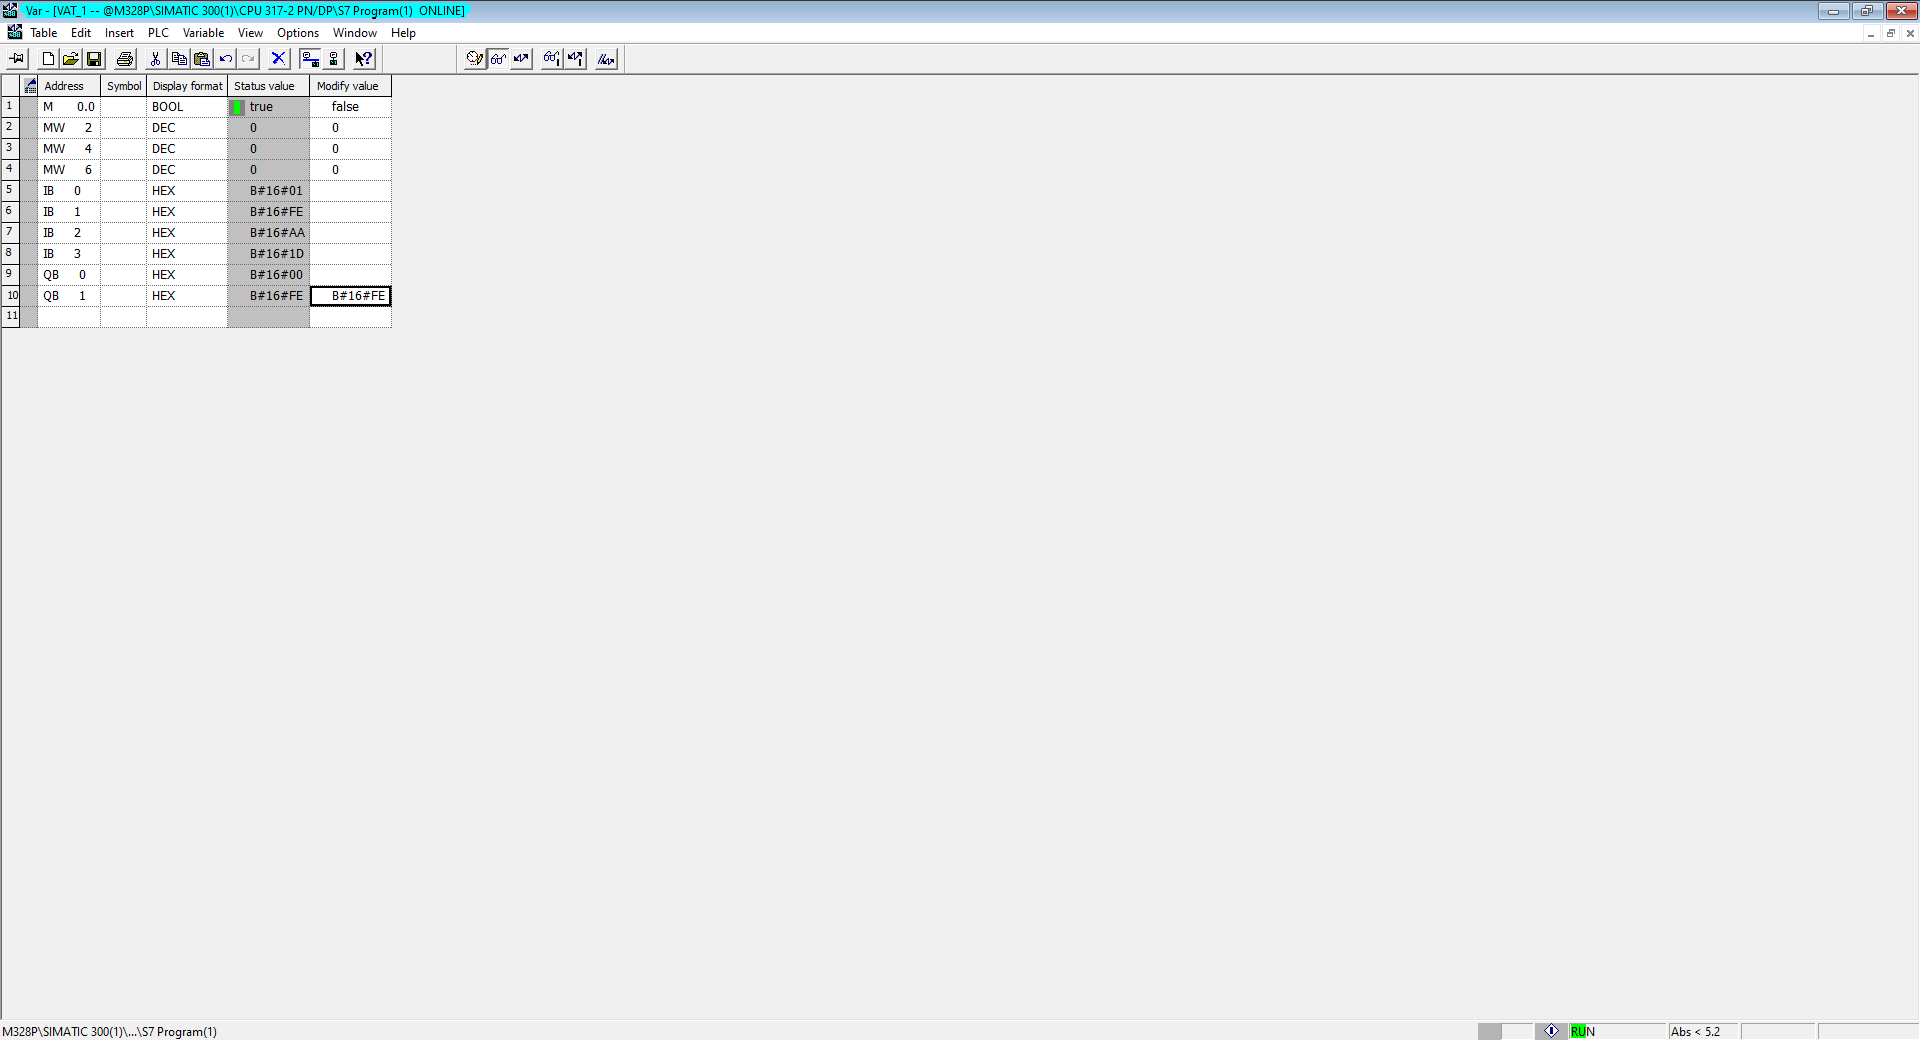 Var - [VAT_1 -- @M328P\SIMATIC 300(1)\CPU 317-2 PN/DP\S7 Program(1)  ONLINE]
Table Edit Insert PLC Variable View Options Window Help
Address Symbol Display format Status value Modify value
1 M 0.0 BOOL true false
2 MW 2 DEC 0 0
3 MW 4 DEC 0 0
4 MW 6 DEC 0 0
5 IB 0 HEX B#16#01
6 IB 1 HEX B#16#FE
7 IB 2 HEX B#16#AA
8 IB 3 HEX B#16#1D
9 QB 0 HEX B#16#00
10 QB 1 HEX B#16#FE B#16#FE
11
M328P\SIMATIC 300(1)\...\S7 Program(1) RUN Abs < 5.2